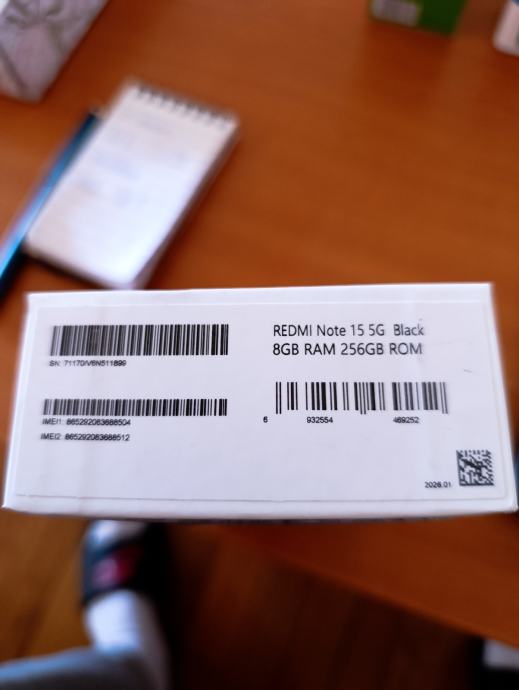 REDMI Note 15 5G Black
8GB RAM 256GB ROM
SN: 71170/V6N511899
IMEI1: 865292083688504
IMEI2: 865292083688512
6 932554 469252
2026.01